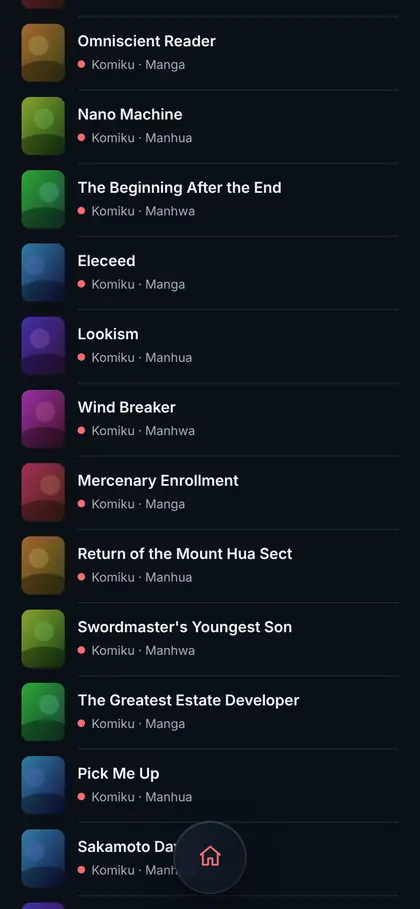 Omniscient Reader
Komiku · Manga
Nano Machine
Komiku · Manhua
The Beginning After the End
Komiku · Manhwa
Eleceed
Komiku · Manga
Lookism
Komiku · Manhua
Wind Breaker
Komiku · Manhwa
Mercenary Enrollment
Komiku · Manga
Return of the Mount Hua Sect
Komiku · Manhua
Swordmaster's Youngest Son
Komiku · Manhwa
The Greatest Estate Developer
Komiku · Manga
Pick Me Up
Komiku · Manhua
Sakamoto
Komiku ·